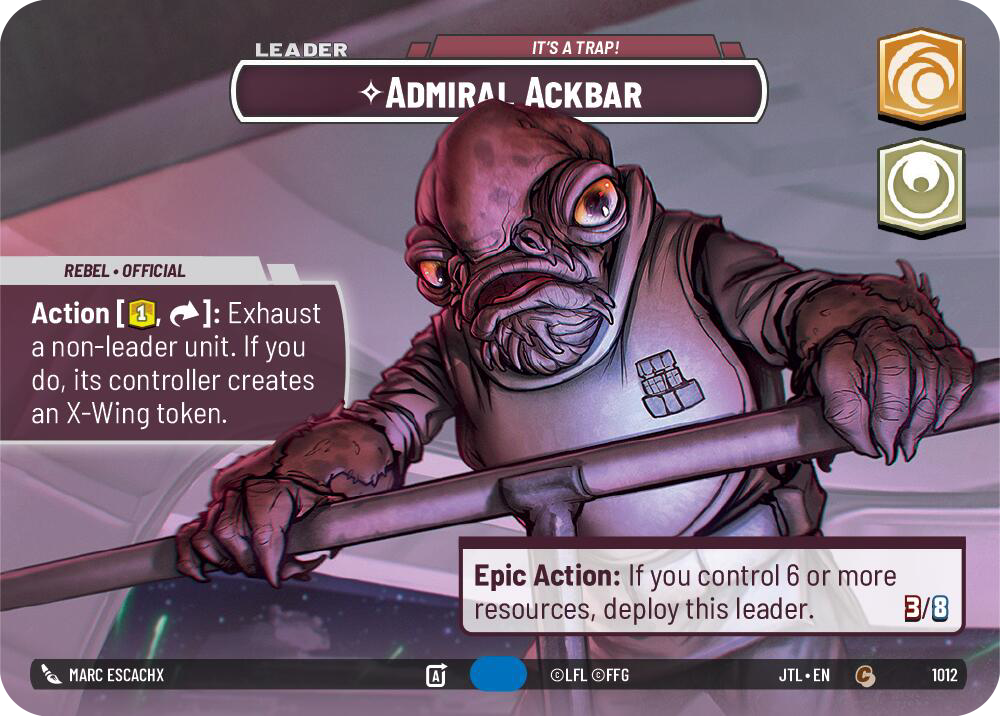 LEADER
IT'S A TRAP!
ADMIRAL ACKBAR
REBEL • OFFICIAL
Action [1, ]: Exhaust
a non-leader unit. If you
do, its controller creates
an X-Wing token.
Epic Action: If you control 6 or more
resources, deploy this leader.
3/8
MARC ESCACHX
A
©LFL ©FFG
JTL • EN
C
1012